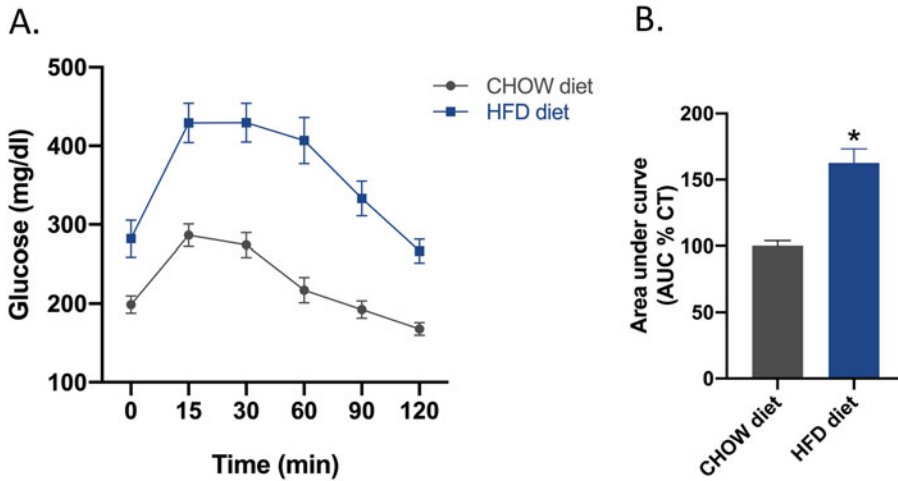 A.
500
400
300
200
100
Glucose (mg/dl)
0 15 30 60 90 120
Time (min)
CHOW diet
HFD diet
B.
200
150
100
50
0
Area under curve
(AUC % CT)
*
CHOW diet
HFD diet